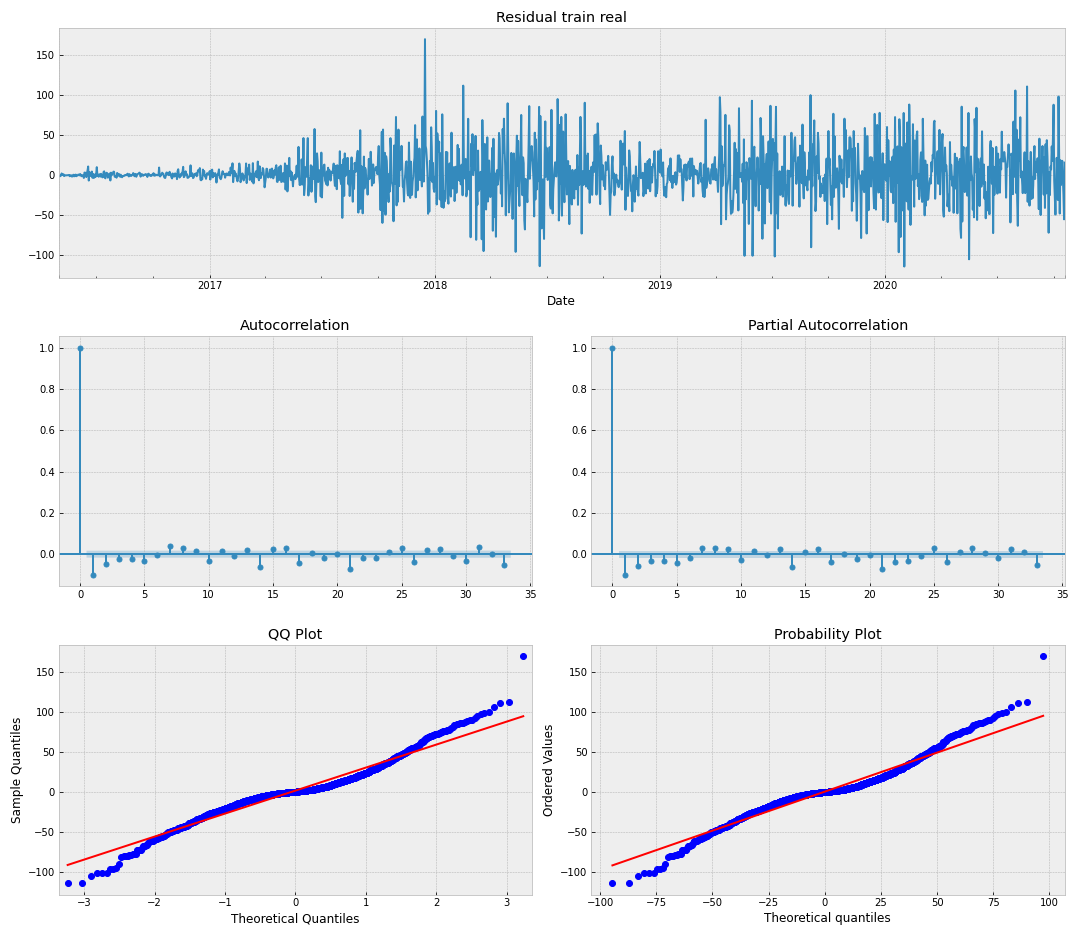 Residual train real
150
100
50
0
−50
−100
2017 2018 2019 2020
Date
Autocorrelation
1.0
0.8
0.6
0.4
0.2
0.0
0 5 10 15 20 25 30 35
Partial Autocorrelation
1.0
0.8
0.6
0.4
0.2
0.0
0 5 10 15 20 25 30 35
QQ Plot
Sample Quantiles
150
100
50
0
−50
−100
−3 −2 −1 0 1 2 3
Theoretical Quantiles
Probability Plot
Ordered Values
150
100
50
0
−50
−100
−100 −75 −50 −25 0 25 50 75 100
Theoretical quantiles